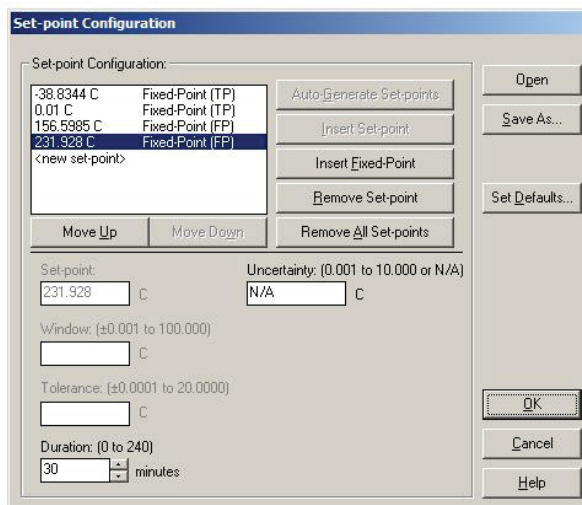 Set-point Configuration
Set-point Configuration:
-38.8344 C Fixed-Point (TP)
0.01 C Fixed-Point (TP)
156.5985 C Fixed-Point (FP)
231.928 C Fixed-Point (FP)
<new set-point>
Auto-Generate Set-points
Insert Set-point
Insert Fixed-Point
Remove Set-point
Move Up
Move Down
Remove All Set-points
Open
Save As...
Set Defaults...
Set-point:
231.928 C
Uncertainty: (0.001 to 10.000 or N/A)
N/A C
Window: (±0.001 to 100.000)
C
Tolerance: (±0.0001 to 20.0000)
C
Duration: (0 to 240)
30 minutes
OK
Cancel
Help